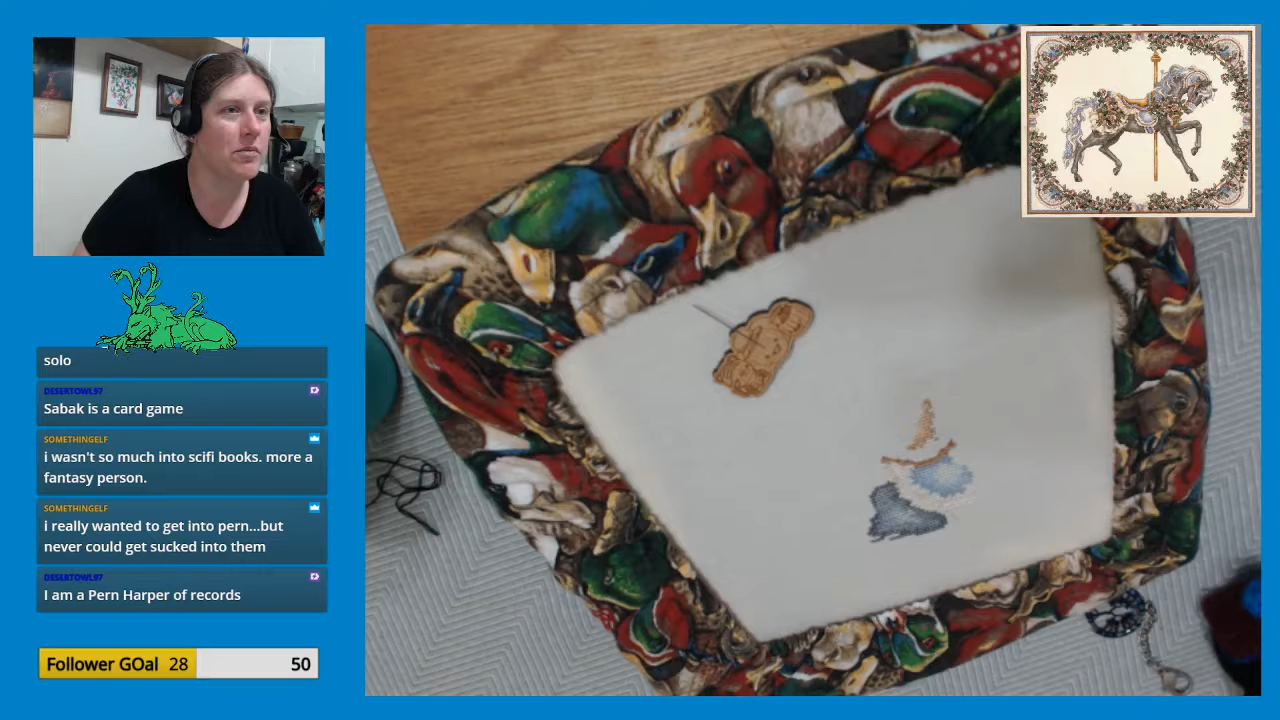 solo
DESERTOWL97
Sabak is a card game
SOMETHINGELF
i wasn't so much into scifi books. more a
fantasy person.
SOMETHINGELF
i really wanted to get into pern...but
never could get sucked into them
DESERTOWL97
I am a Pern Harper of records
Follower GOal 28 50